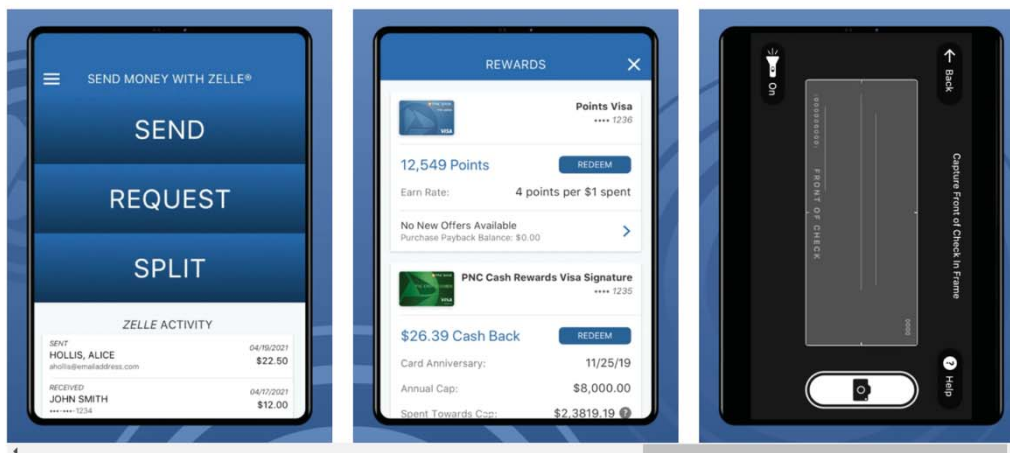 SEND MONEY WITH ZELLE®
SEND
REQUEST
SPLIT
ZELLE ACTIVITY
SENT
HOLLIS, ALICE
ahollis@emailaddress.com
04/19/2021
$22.50
RECEIVED
JOHN SMITH
•••-•••-1234
04/17/2021
$12.00
REWARDS
VISA
Points Visa
•••• 1236
12,549 Points
REDEEM
Earn Rate:
4 points per $1 spent
No New Offers Available
Purchase Payback Balance: $0.00
VISA
PNC Cash Rewards Visa Signature
•••• 1235
$26.39 Cash Back
REDEEM
Card Anniversary:
11/25/19
Annual Cap:
$8,000.00
Spent Towards Cap:
$2,3819.19
Back
On
Capture Front of Check In Frame
FRONT OF CHECK
0000
Help